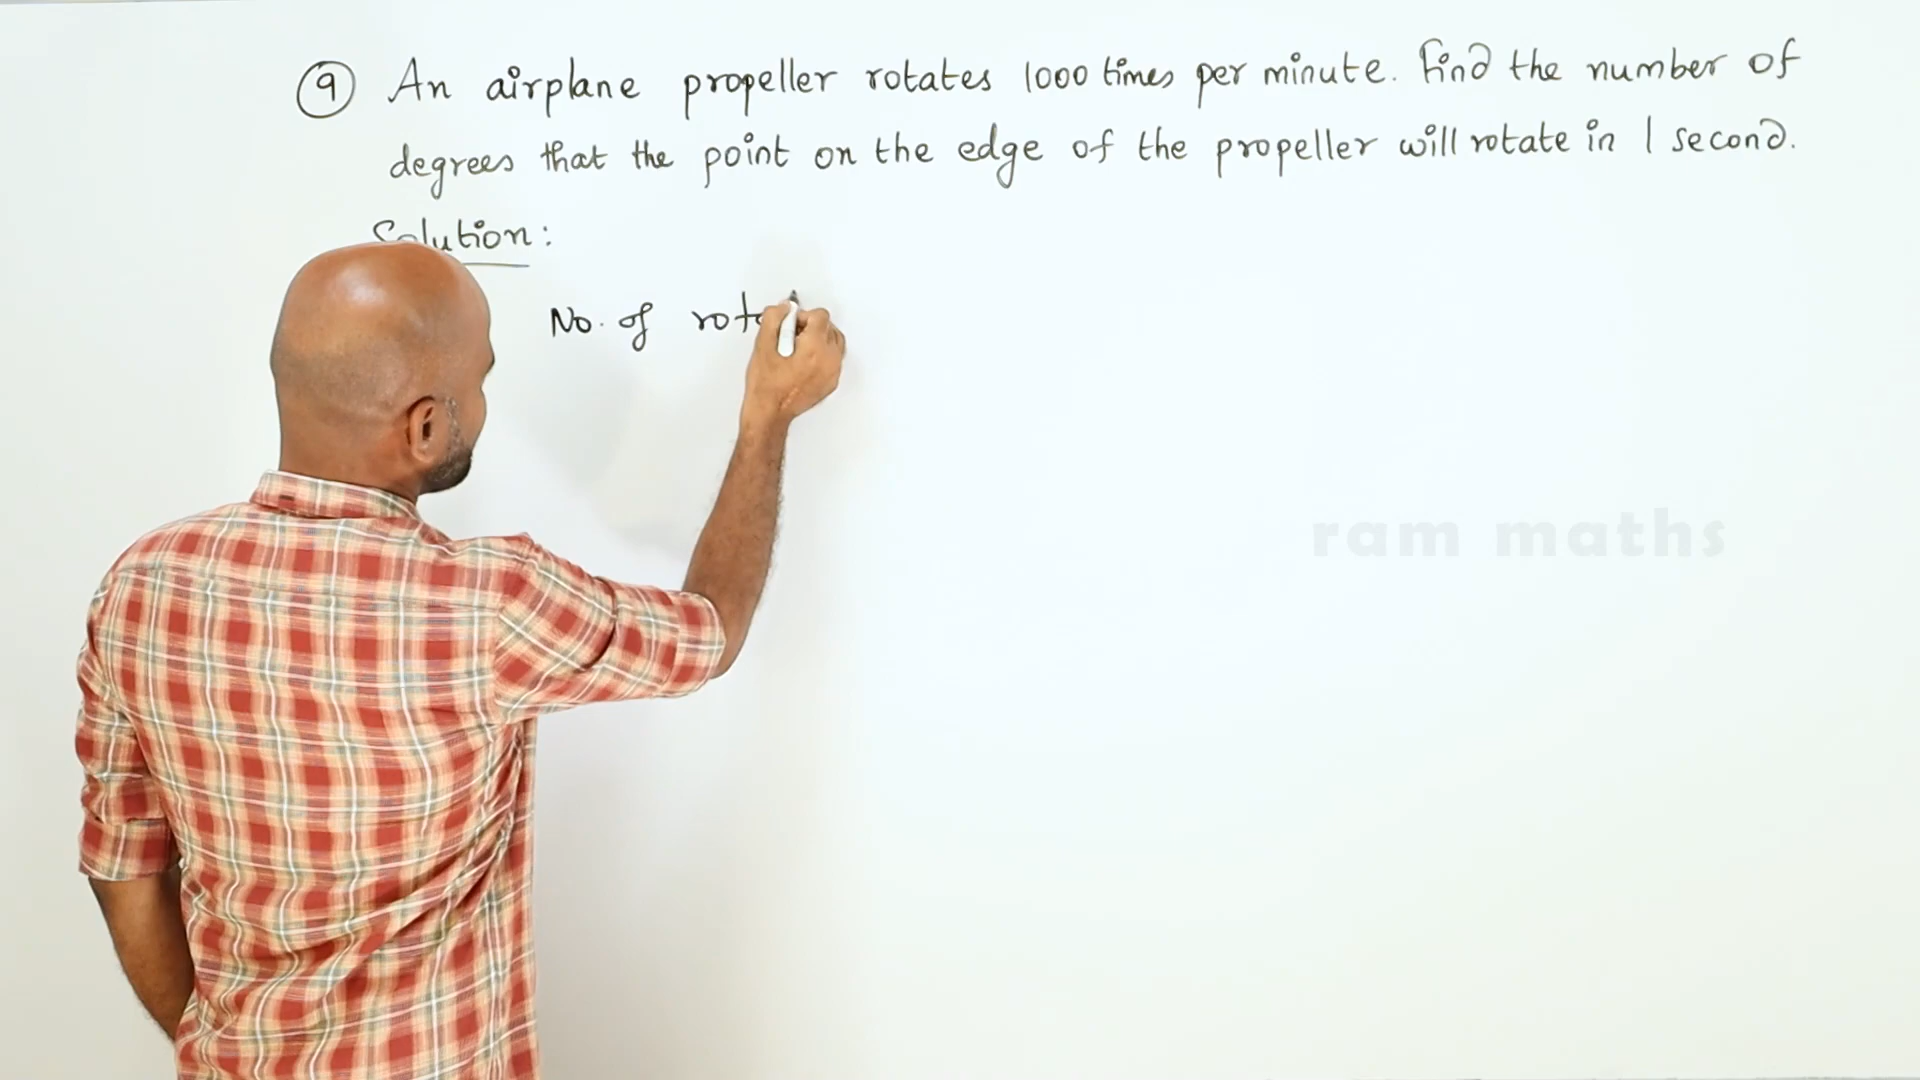 9 An airplane propeller rotates 1000 times per minute. Find the number of
degrees that the point on the edge of the propeller will rotate in 1 second.
Solution:
No. of
ram maths